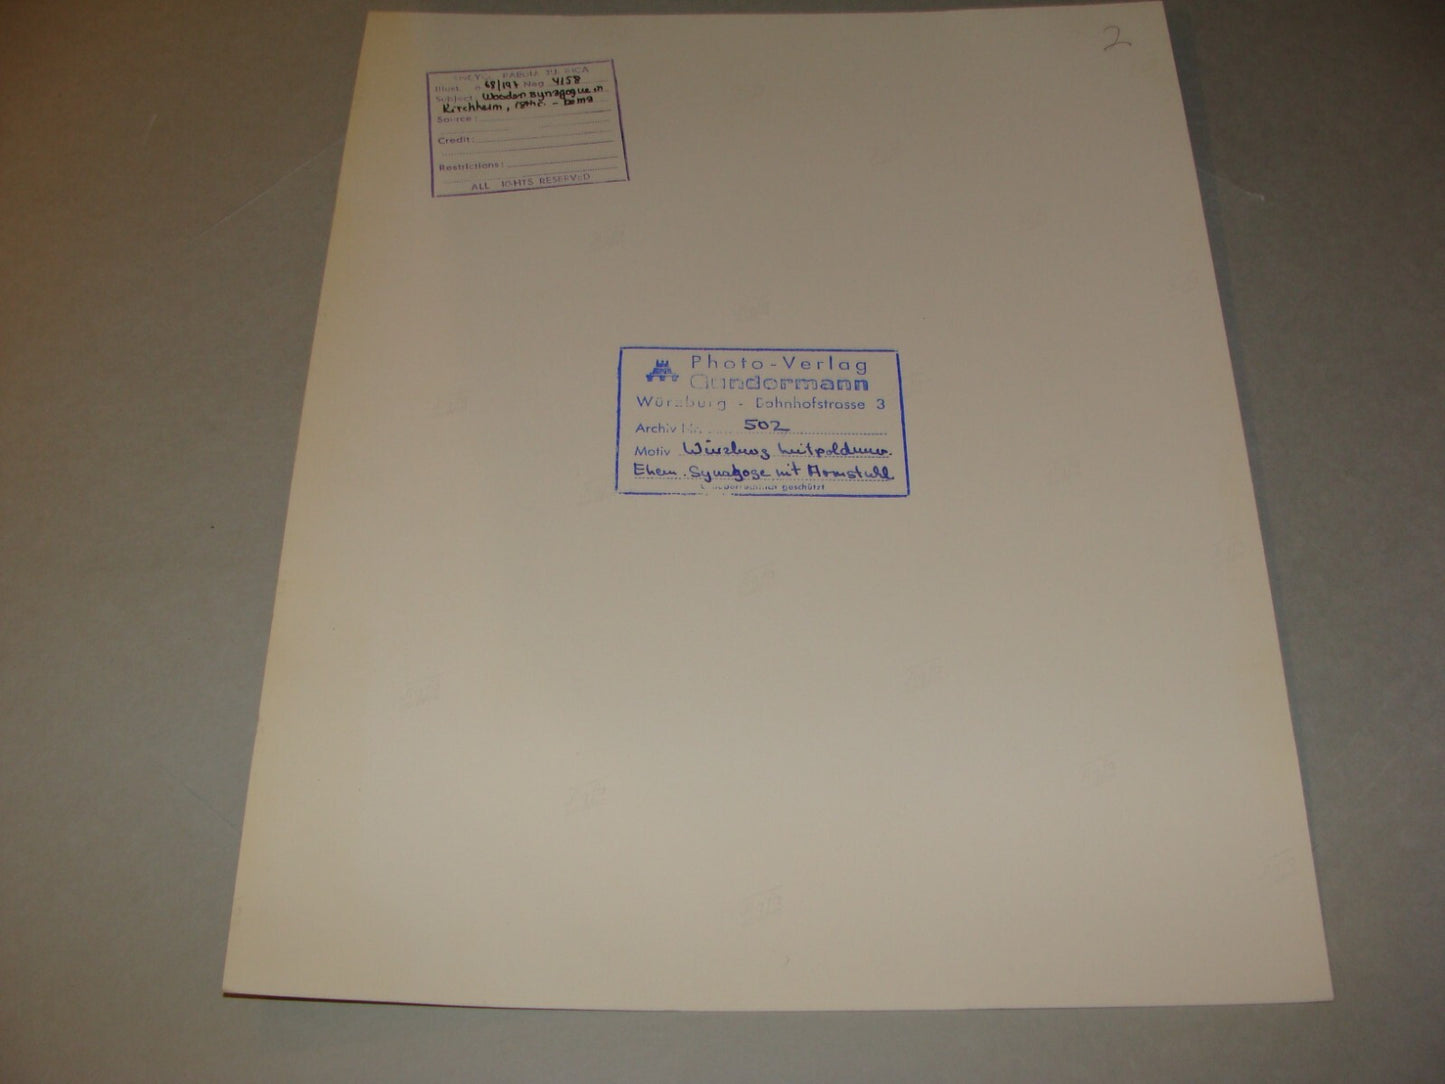 2
Illust. 68/197 Neg 4158
Subject: Wooden synagogue in
Kirchheim, 18th c. - Bema
Source:
Credit:
Restrictions:
ALL RIGHTS RESERVED
Photo-Verlag
Gundermann
Würzburg - Bahnhofstrasse 3
Archiv Nr. 502
Motiv Würzburg Luitpoldmus.
Ehem. Synagoge mit
geschützt